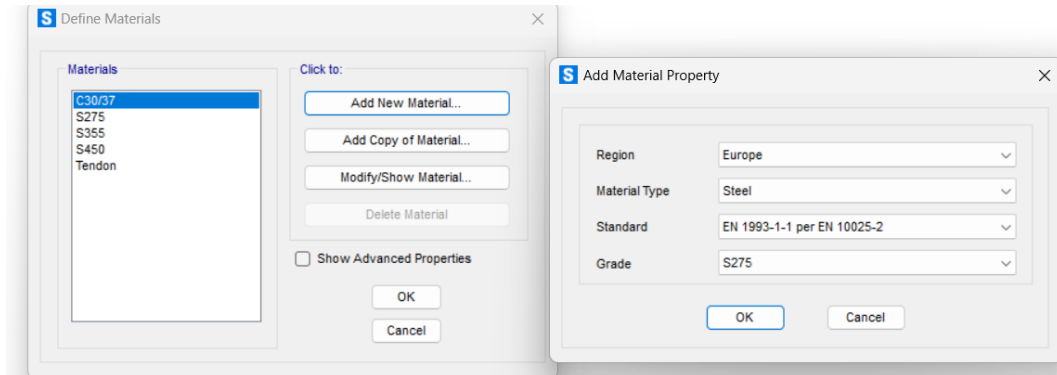 S Define Materials
Materials
C30/37
S275
S355
S450
Tendon
Click to:
Add New Material...
Add Copy of Material...
Modify/Show Material...
Delete Material
Show Advanced Properties
OK
Cancel
S Add Material Property
Region Europe
Material Type Steel
Standard EN 1993-1-1 per EN 10025-2
Grade S275
OK Cancel